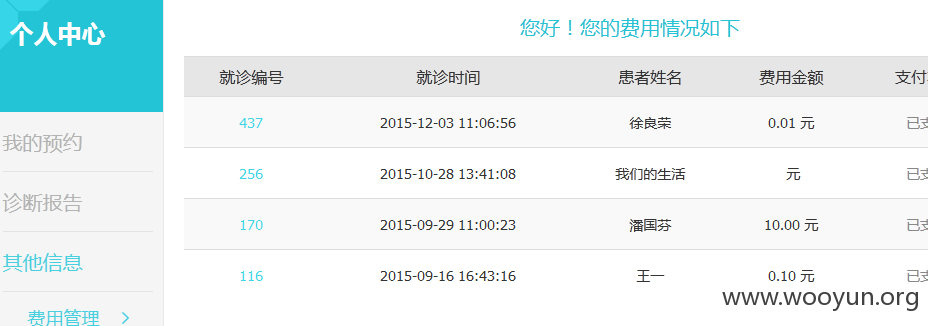 个人中心
我的预约
诊断报告
其他信息
费用管理
您好！您的费用情况如下
就诊编号 就诊时间 患者姓名 费用金额 支付
437 2015-12-03 11:06:56 徐良荣 0.01 元 已支
256 2015-10-28 13:41:08 我们的生活 元 已支
170 2015-09-29 11:00:23 潘国芬 10.00 元 已支
116 2015-09-16 16:43:16 王一 0.10 元 已支
www.wooyun.org